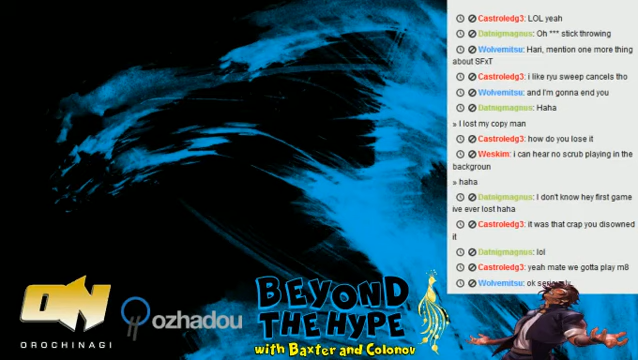 Castroledg3: LOL yeah
Datnigmagnus: Oh *** stick throwing
Wolvemitsu: Hari, mention one more thing
about SFxT
Castroledg3: i like ryu sweep cancels tho
Wolvemitsu: and I'm gonna end you
Datnigmagnus: Haha
» I lost my copy man
Castroledg3: how do you lose it
Weskim: i can hear no scrub playing in the
backgroun
» haha
Datnigmagnus: I don't know hey first game
ive ever lost haha
Castroledg3: it was that crap you disowned
it
Datnigmagnus: lol
Castroledg3: yeah mate we gotta play m8
Wolvemitsu: ok
ON
OROCHINAGI
ozhadou
BEYOND
THE HYPE
with Baxter and Colonov